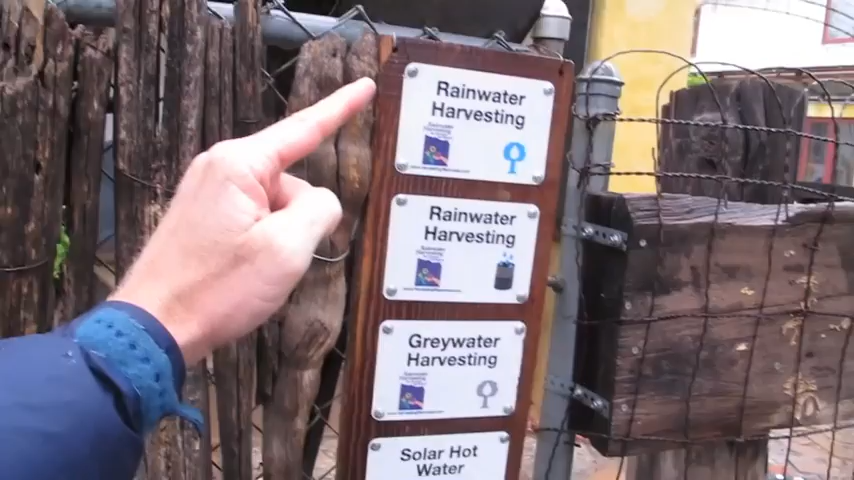 Rainwater
Harvesting
Rainwater
Harvesting
Greywater
Harvesting
Solar Hot
Water